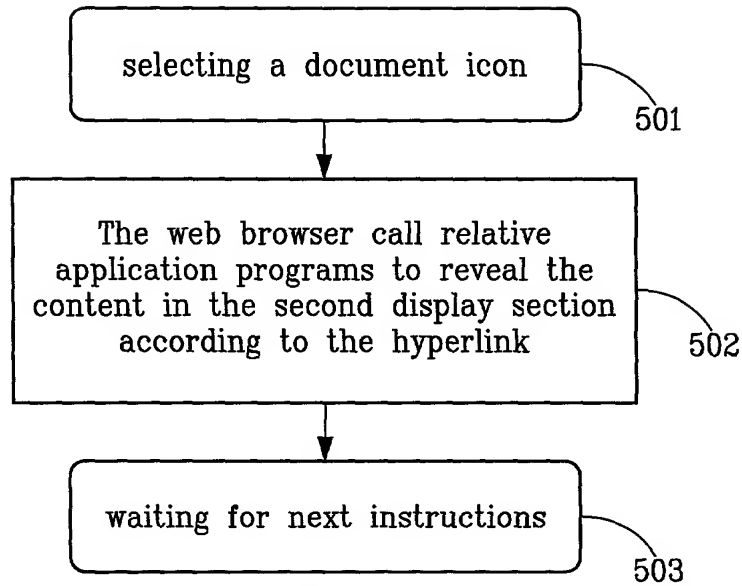 selecting a document icon
501
The web browser call relative
application programs to reveal the
content in the second display section
according to the hyperlink
502
waiting for next instructions
503